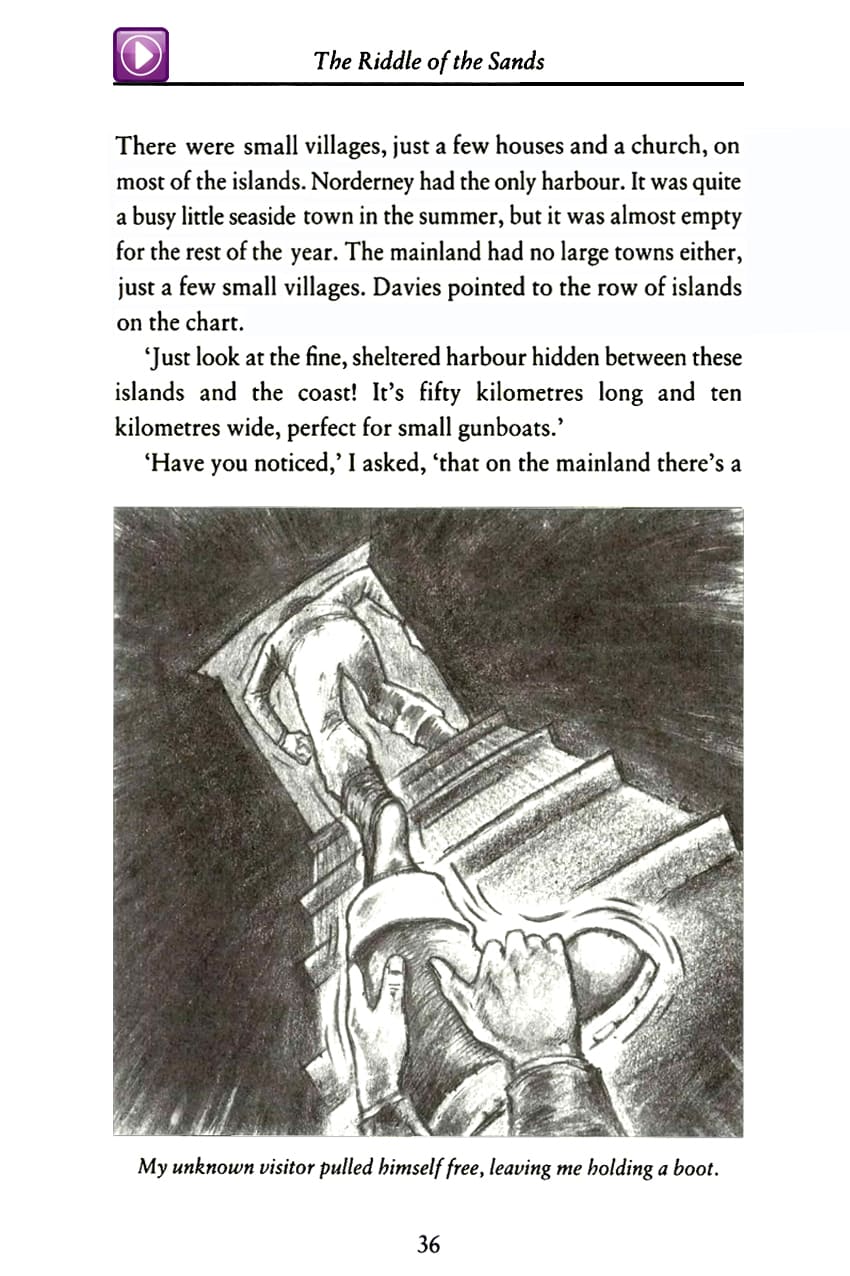 The Riddle of the Sands
There were small villages, just a few houses and a church, on
most of the islands. Norderney had the only harbour. It was quite
a busy little seaside town in the summer, but it was almost empty
for the rest of the year. The mainland had no large towns either,
just a few small villages. Davies pointed to the row of islands
on the chart.
‘Just look at the fine, sheltered harbour hidden between these
islands and the coast! It’s fifty kilometres long and ten
kilometres wide, perfect for small gunboats.’
‘Have you noticed,’ I asked, ‘that on the mainland there’s a
My unknown visitor pulled himself free, leaving me holding a boot.
36